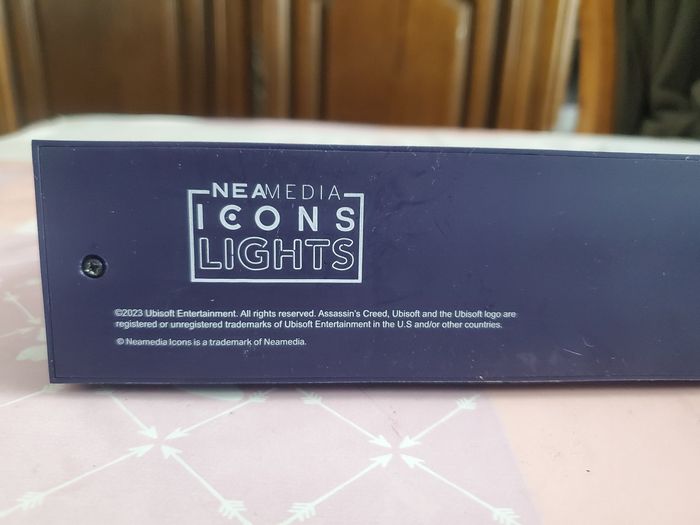 NEAMEDIA
ICONS
LIGHTS
©2023 Ubisoft Entertainment. All rights reserved. Assassin's Creed, Ubisoft and the Ubisoft logo are
registered or unregistered trademarks of Ubisoft Entertainment in the U.S and/or other countries.
© Neamedia Icons is a trademark of Neamedia.